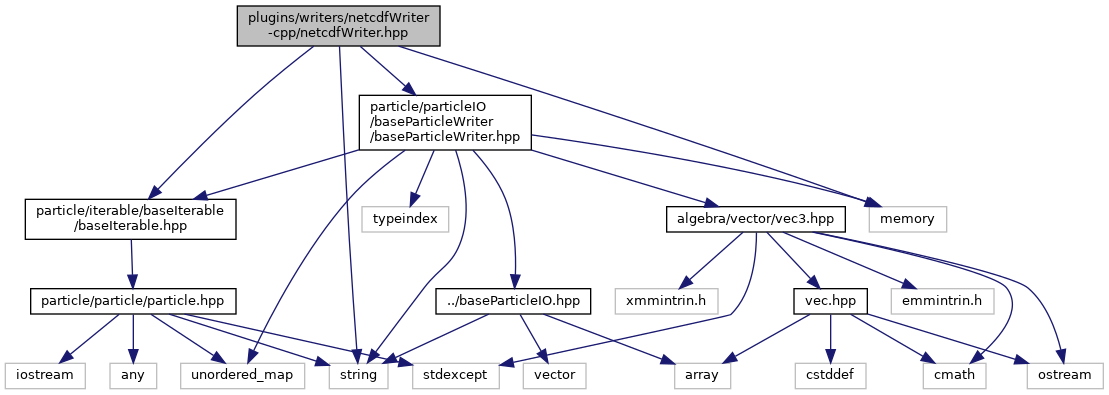 plugins/writers/netcdfWriter
-cpp/netcdfWriter.hpp
particle/particleIO
/baseParticleWriter
/baseParticleWriter.hpp
particle/iterable/baseIterable
/baseIterable.hpp
typeindex
algebra/vector/vec3.hpp
memory
particle/particle/particle.hpp
../baseParticleIO.hpp
xmmintrin.h
vec.hpp
emmintrin.h
iostream
any
unordered_map
string
stdexcept
vector
array
cstddef
cmath
ostream